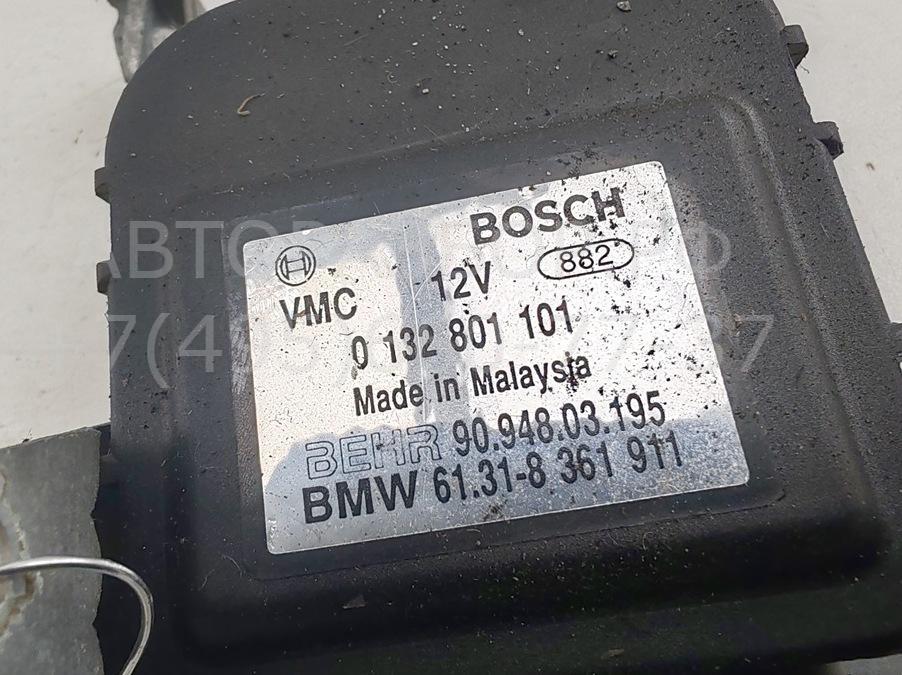 BOSCH
VMC 12V 882
0 132 801 101
Made in Malaysia
BEHR 90.948.03.195
BMW 61.31-8 361 911